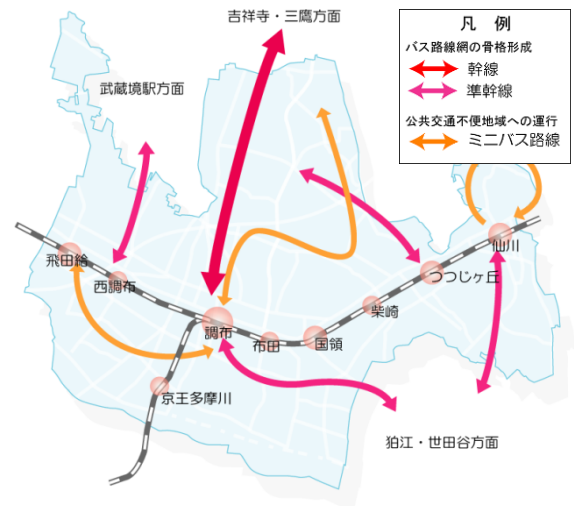 吉祥寺・三鷹方面
凡 例
バス路線網の骨格形成
幹線
準幹線
公共交通不便地域への運行
ミニバス路線
武蔵境駅方面
仙川
飛田給
つつじヶ丘
西調布
柴崎
調布
布田
国領
京王多摩川
狛江・世田谷方面